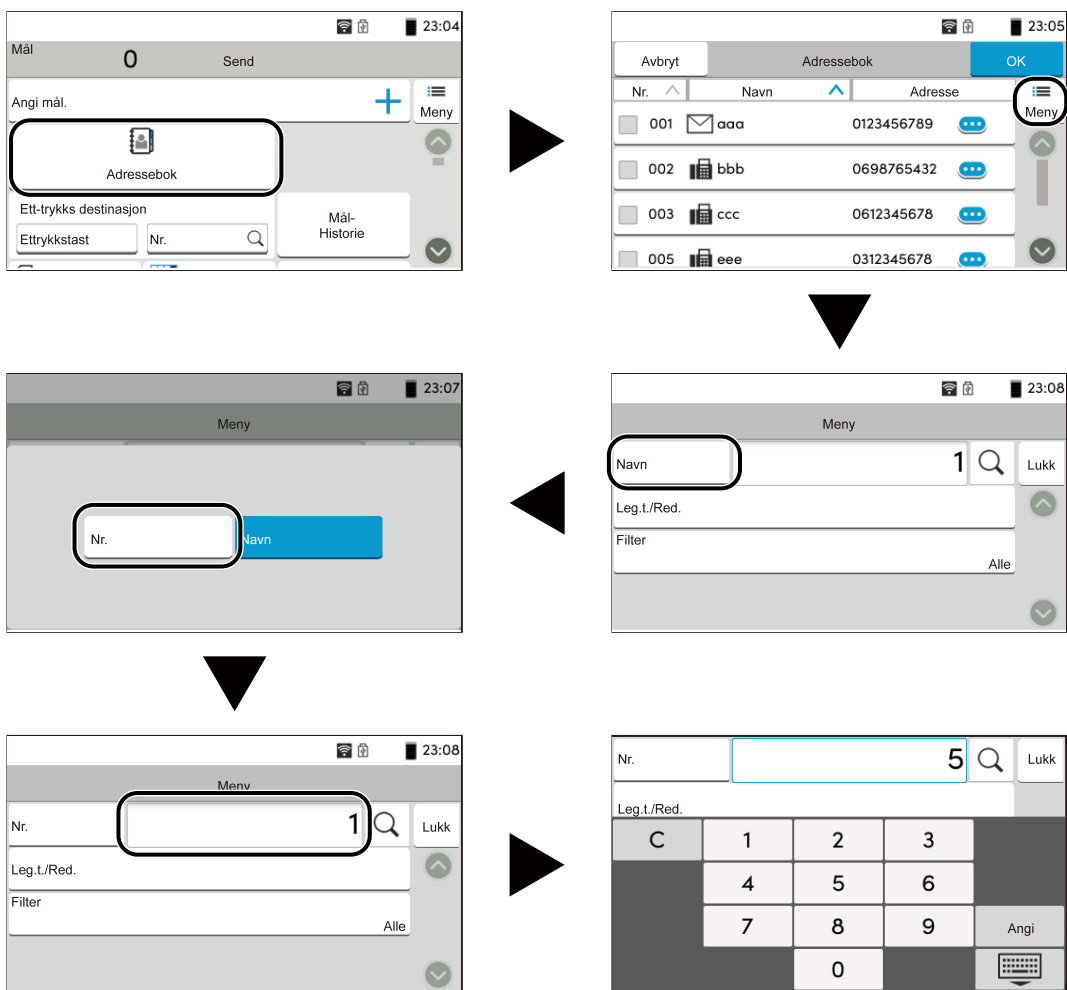 23:04
Mål
0
Send
Angi mål.
Meny
Adressebok
Ett-trykks destinasjon
Ettrykkstast
Nr.
Mål-
Historie
23:05
Avbryt
Adressebok
OK
Nr.
Navn
Adresse
Meny
001 aaa 0123456789
002 bbb 0698765432
003 ccc 0612345678
005 eee 0312345678
23:08
Meny
Navn
1
Lukk
Leg.t./Red.
Filter
Alle
23:07
Meny
Nr.
Navn
23:08
Meny
Nr.
1
Lukk
Leg.t./Red.
Filter
Alle
Nr.
5
Lukk
Leg.t./Red.
C 1 2 3
4 5 6
7 8 9 Angi
0